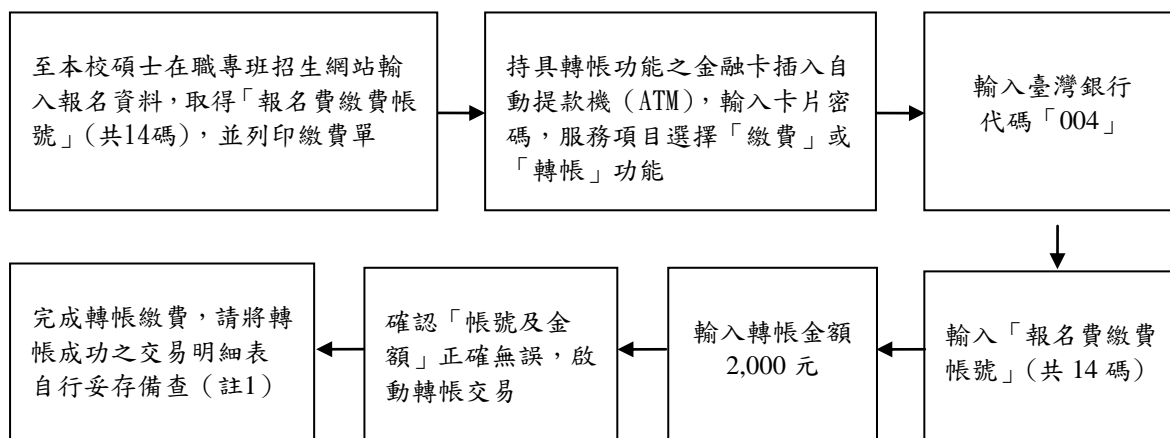 至本校碩士在職專班招生網站輸
入報名資料，取得「報名費繳費帳
號」（共14碼），並列印繳費單
持具轉帳功能之金融卡插入自
動提款機（ATM），輸入卡片密
碼，服務項目選擇「繳費」或
「轉帳」功能
輸入臺灣銀行
代碼「004」
輸入「報名費繳費
帳號」（共 14 碼）
輸入轉帳金額
2,000 元
確認「帳號及金
額」正確無誤，啟
動轉帳交易
完成轉帳繳費，請將轉
帳成功之交易明細表
自行妥存備查（註1）